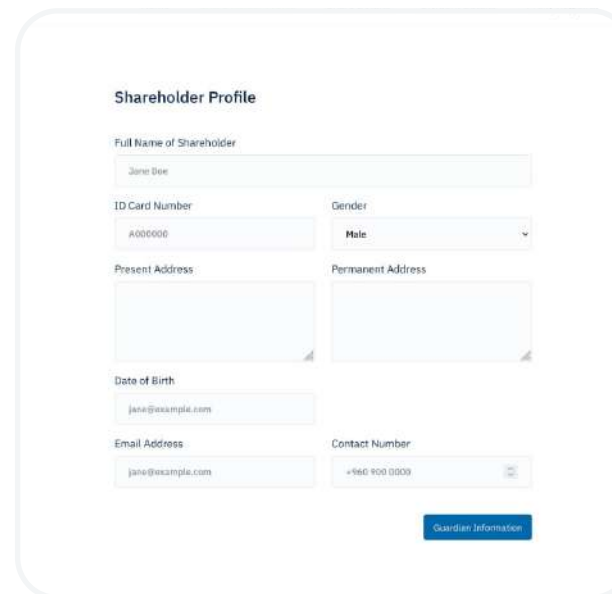 Shareholder Profile
Full Name of Shareholder
Jane Doe
ID Card Number Gender
A000000 Male
Present Address Permanent Address
Date of Birth
jane@example.com
Email Address Contact Number
jane@example.com +960 900 0000
Guardian Information